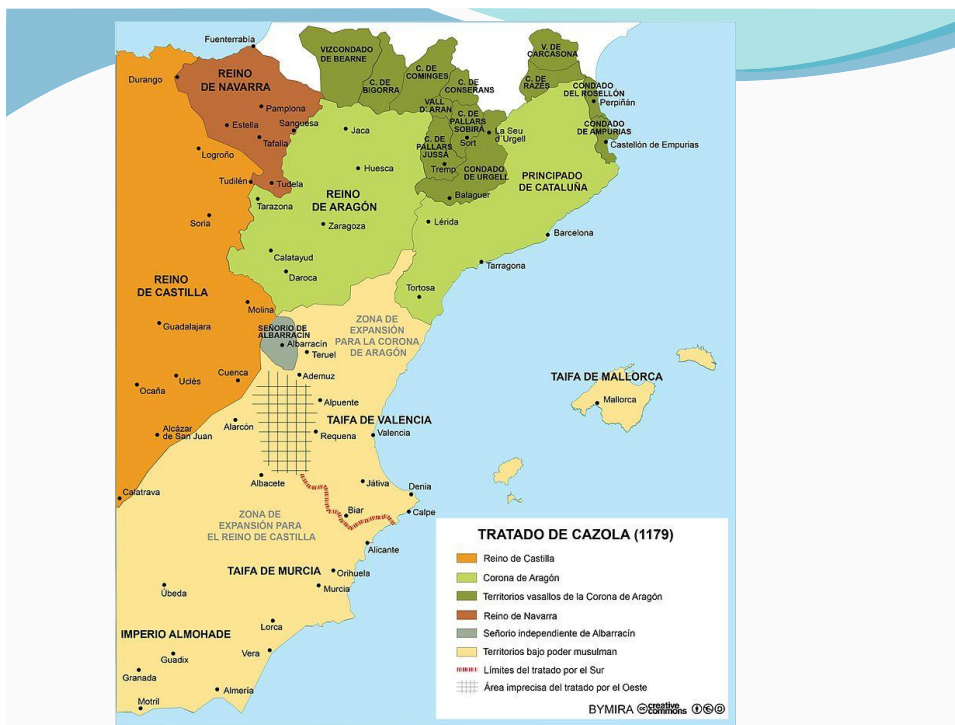 Fuenterrabía
Durango
REINO
DE NAVARRA
Pamplona
Estella
Sangüesa
Tafalla
Logroño
Tudilén
Tudela
Tarazona
Soria
VIZCONDADO
DE BEARNE
C. DE
BIGORRA
C. DE
COMINGES
C. DE
CONSERANS
VALL
D´ARAN
C. DE
PALLARS
SOBIRÁ
Sort
C. DE
PALLARS
JUSSÁ
Tremp
La Seu
d´Urgell
CONDADO
DE URGELL
Balaguer
V. DE
CARCASONA
C. DE
RAZÉS
CONDADO
DEL ROSELLÓN
Perpiñán
CONDADO
DE AMPURIAS
Castellón de Empurias
Jaca
Huesca
REINO
DE ARAGÓN
Zaragoza
Calatayud
Daroca
PRINCIPADO
DE CATALUÑA
Lérida
Barcelona
Tarragona
Tortosa
REINO
DE CASTILLA
Molina
Guadalajara
SEÑORIO DE
ALBARRACÍN
Albarracín
Teruel
ZONA DE
EXPANSIÓN
PARA LA CORONA
DE ARAGÓN
Cuenca
Uclés
Ocaña
Ademuz
Alpuente
Alarcón
Alcázar
de San Juan
TAIFA DE VALENCIA
Requena
Valencia
TAIFA DE MALLORCA
Mallorca
Calatrava
Albacete
Játiva
Denia
Calpe
Biar
ZONA DE
EXPANSIÓN PARA
EL REINO DE CASTILLA
Alicante
TAIFA DE MURCIA
Orihuela
Murcia
Úbeda
Lorca
IMPERIO ALMOHADE
Vera
Guadix
Granada
Almería
Motril
TRATADO DE CAZOLA (1179)
Reino de Castilla
Corona de Aragón
Territorios vasallos de la Corona de Aragón
Reino de Navarra
Señorio independiente de Albarracín
Territorios bajo poder musulman
Límites del tratado por el Sur
Área imprecisa del tratado por el Oeste
BYMIRA creative commons